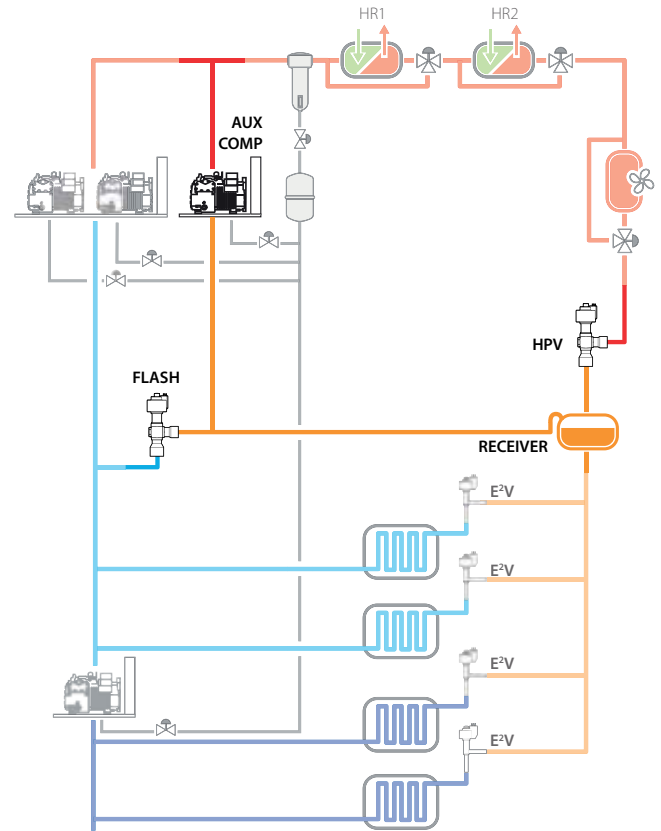 HR1
HR2
AUX
COMP
HPV
FLASH
RECEIVER
E²V
E²V
E²V
E²V